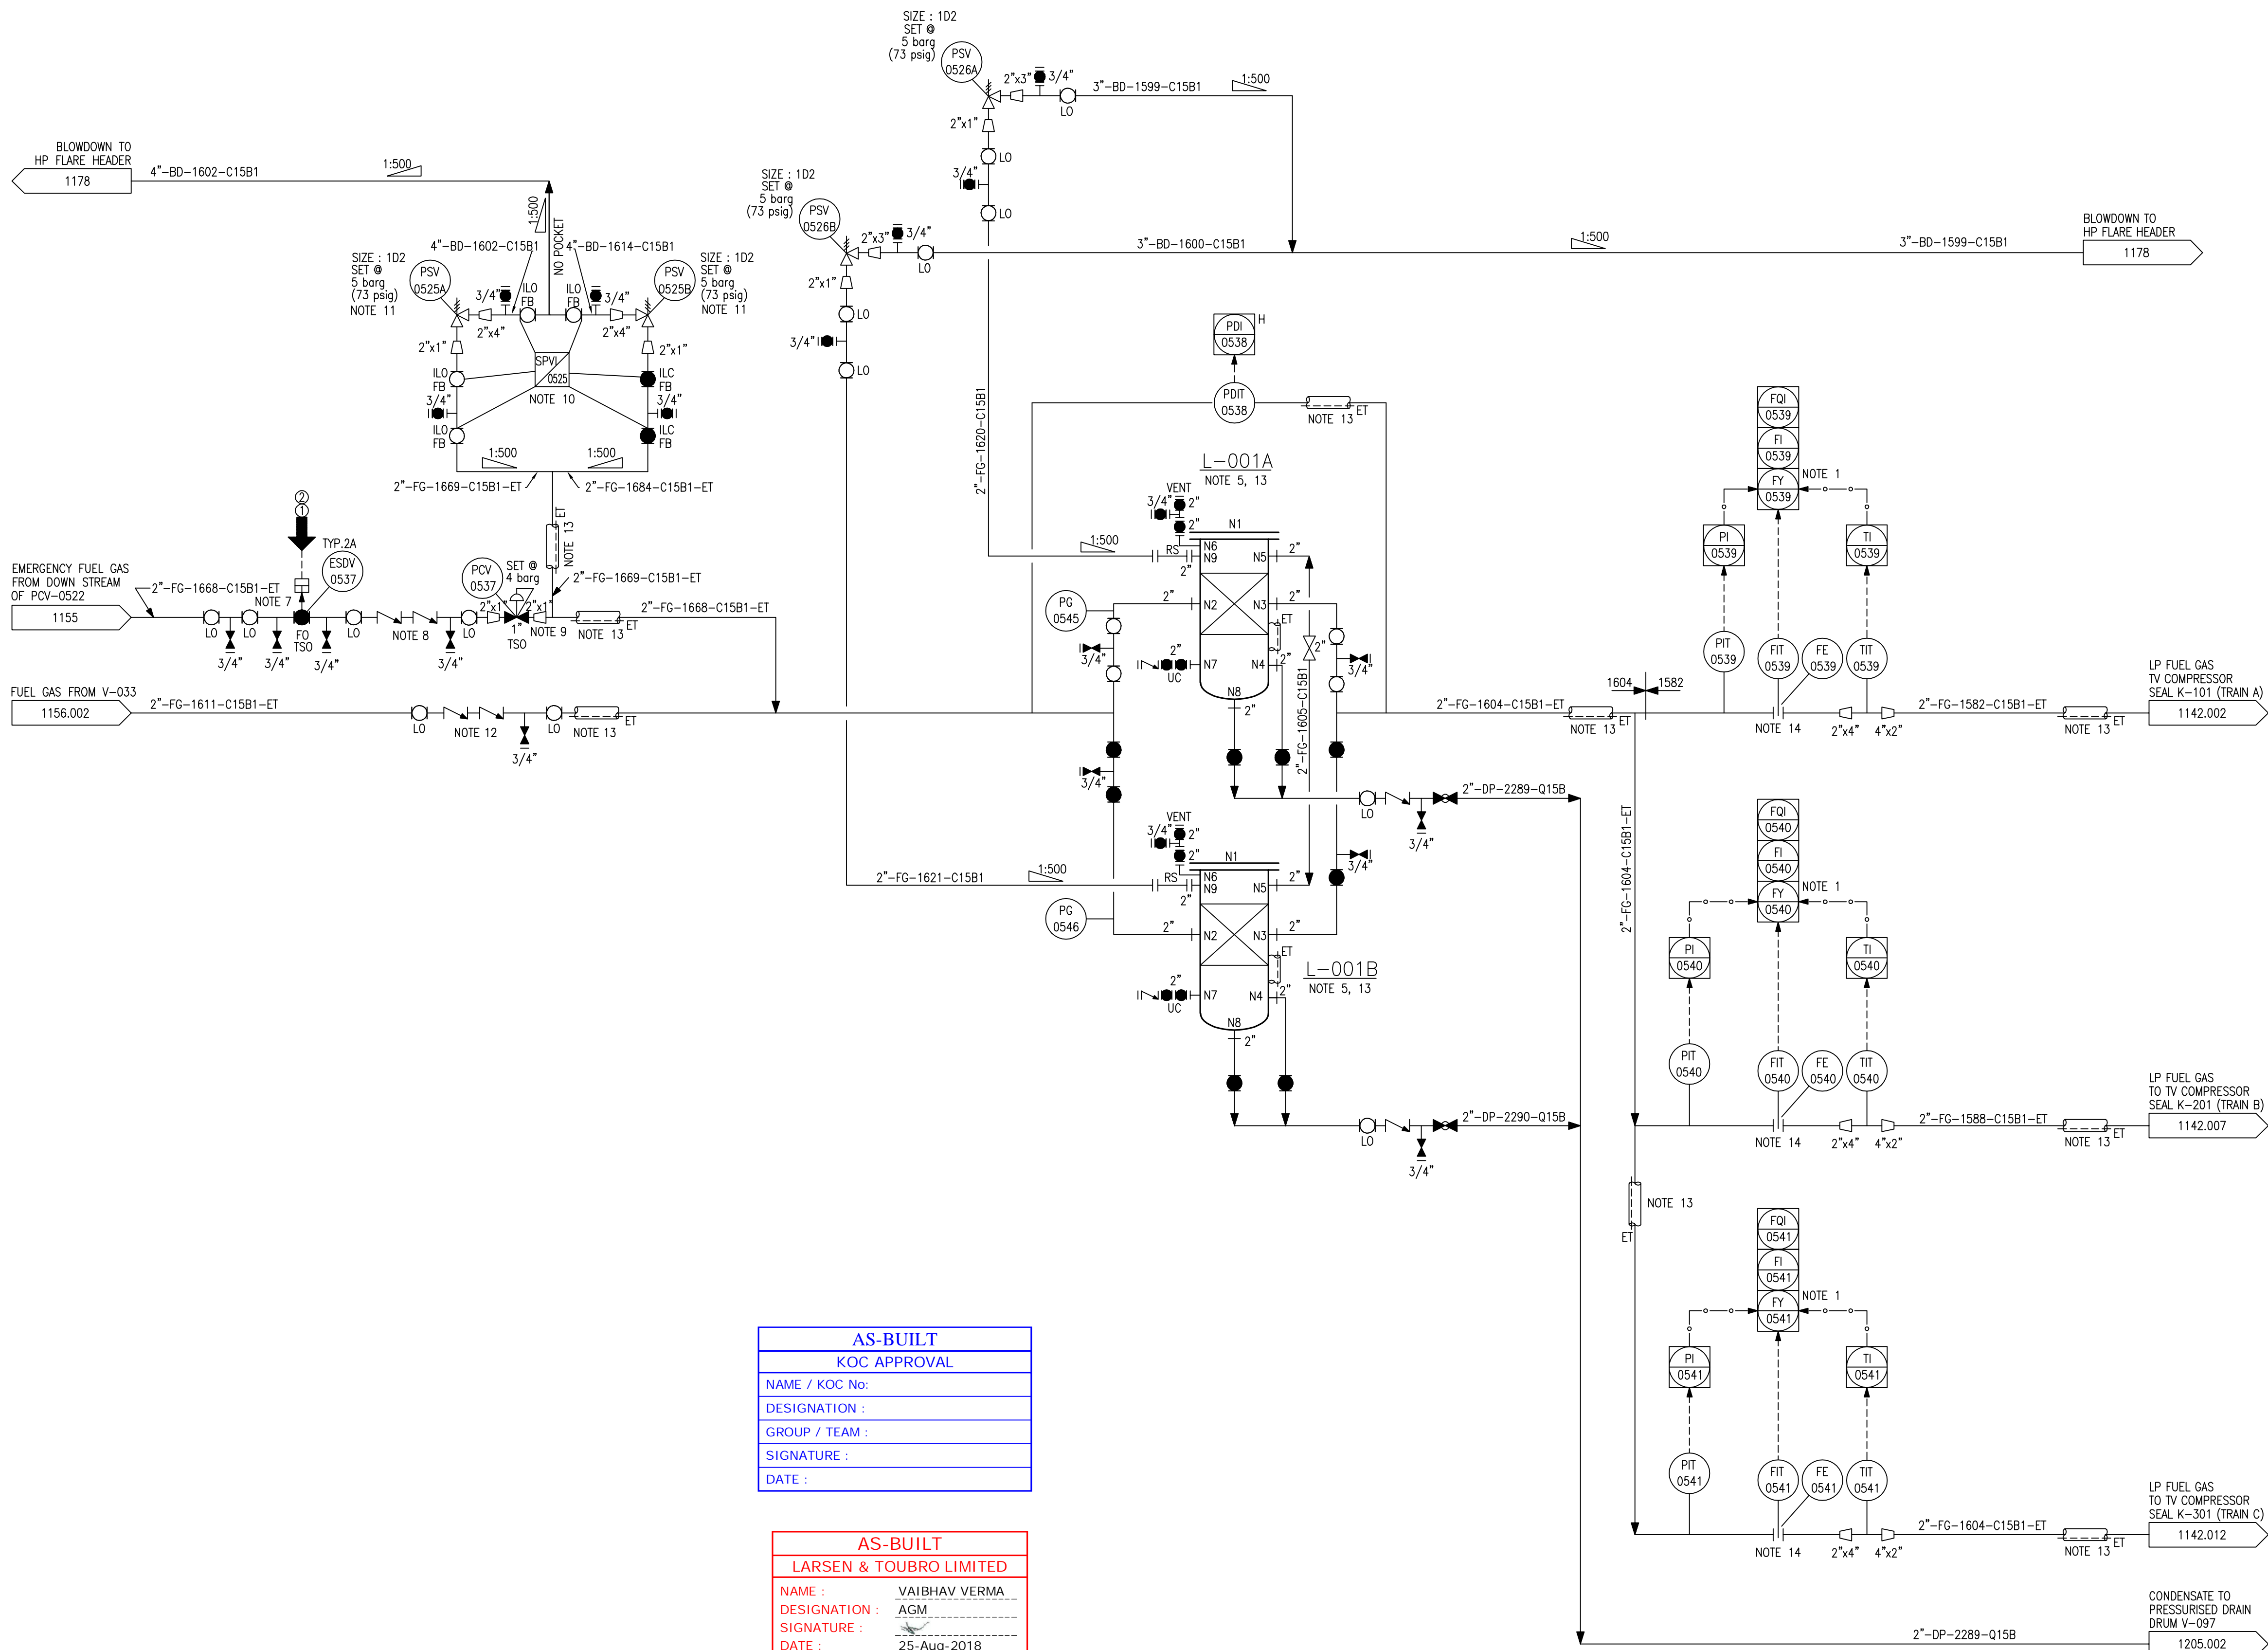 SIZE : 1D2
SET @
5 barg
(73 psig)
PSV
0526A
2"x3"
3/4"
LO
3"-BD-1599-C15B1
1:500
2"x1"
LO
3/4"
LO
BLOWDOWN TO
HP FLARE HEADER
1178
4"-BD-1602-C15B1
1:500
1:500
NO POCKET
SIZE : 1D2
SET @
5 barg
(73 psig)
PSV
0526B
2"x3"
3/4"
LO
3"-BD-1600-C15B1
1:500
3"-BD-1599-C15B1
BLOWDOWN TO
HP FLARE HEADER
1178
2"x1"
LO
3/4"
LO
4"-BD-1602-C15B1
4"-BD-1614-C15B1
SIZE : 1D2
SET @
5 barg
(73 psig)
NOTE 11
PSV
0525A
3/4"
ILO
FB
ILO
FB
3/4"
PSV
0525B
SIZE : 1D2
SET @
5 barg
(73 psig)
NOTE 11
2"x4"
2"x4"
2"x1"
2"x1"
SPVI
0525
NOTE 10
ILO
FB
ILC
FB
3/4"
3/4"
ILO
FB
ILC
FB
1:500
1:500
2"-FG-1669-C15B1-ET
2"-FG-1684-C15B1-ET
PDI
0538
H
PDIT
0538
NOTE 13
ET
2"-FG-1620-C15B1
L-001A
NOTE 5, 13
FQI
0539
FI
0539
FY
0539
NOTE 1
PI
0539
TI
0539
PIT
0539
FIT
0539
FE
0539
TIT
0539
2
1
TYP.2A
ESDV
0537
EMERGENCY FUEL GAS
FROM DOWN STREAM
OF PCV-0522
1155
2"-FG-1668-C15B1-ET
NOTE 7
LO
LO
FO
TSO
LO
NOTE 8
LO
3/4"
3/4"
3/4"
3/4"
PCV
0537
SET @
4 barg
2"x1"
2"x1"
1"
TSO
NOTE 9
ET
NOTE 13
2"-FG-1669-C15B1-ET
NOTE 13
ET
2"-FG-1668-C15B1-ET
FUEL GAS FROM V-033
1156.002
2"-FG-1611-C15B1-ET
LO
NOTE 12
3/4"
LO
NOTE 13
ET
VENT
3/4"
2"
2"
N1
1:500
RS
2"
N6
N9
N5
2"
PG
0545
2"
N2
N3
2"
ET
2"
3/4"
2"
UC
N7
N4
2"
3/4"
N8
2"
2"-FG-1605-C15B1
2"-FG-1604-C15B1-ET
NOTE 13
ET
1604
1582
NOTE 14
2"x4"
4"x2"
2"-FG-1582-C15B1-ET
NOTE 13
ET
LP FUEL GAS
TV COMPRESSOR
SEAL K-101 (TRAIN A)
1142.002
3/4"
LO
3/4"
2"-DP-2289-Q15B
2"-FG-1604-C15B1-ET
VENT
3/4"
2"
2"
N1
3/4"
2"-FG-1621-C15B1
1:500
RS
2"
N6
N9
N5
2"
PG
0546
2"
N2
N3
2"
ET
L-001B
NOTE 5, 13
2"
UC
N7
N4
2"
N8
2"
LO
3/4"
2"-DP-2290-Q15B
FQI
0540
FI
0540
FY
0540
NOTE 1
PI
0540
TI
0540
PIT
0540
FIT
0540
FE
0540
TIT
0540
NOTE 14
2"x4"
4"x2"
2"-FG-1588-C15B1-ET
NOTE 13
ET
LP FUEL GAS
TO TV COMPRESSOR
SEAL K-201 (TRAIN B)
1142.007
NOTE 13
ET
FQI
0541
FI
0541
FY
0541
NOTE 1
PI
0541
TI
0541
PIT
0541
FIT
0541
FE
0541
TIT
0541
NOTE 14
2"x4"
4"x2"
2"-FG-1604-C15B1-ET
NOTE 13
ET
LP FUEL GAS
TO TV COMPRESSOR
SEAL K-301 (TRAIN C)
1142.012
2"-DP-2289-Q15B
CONDENSATE TO
PRESSURISED DRAIN
DRUM V-097
1205.002
AS-BUILT
KOC APPROVAL
NAME / KOC No:
DESIGNATION :
GROUP / TEAM :
SIGNATURE :
DATE :
AS-BUILT
LARSEN & TOUBRO LIMITED
NAME : VAIBHAV VERMA
DESIGNATION : AGM
SIGNATURE :
DATE : 25-Aug-2018